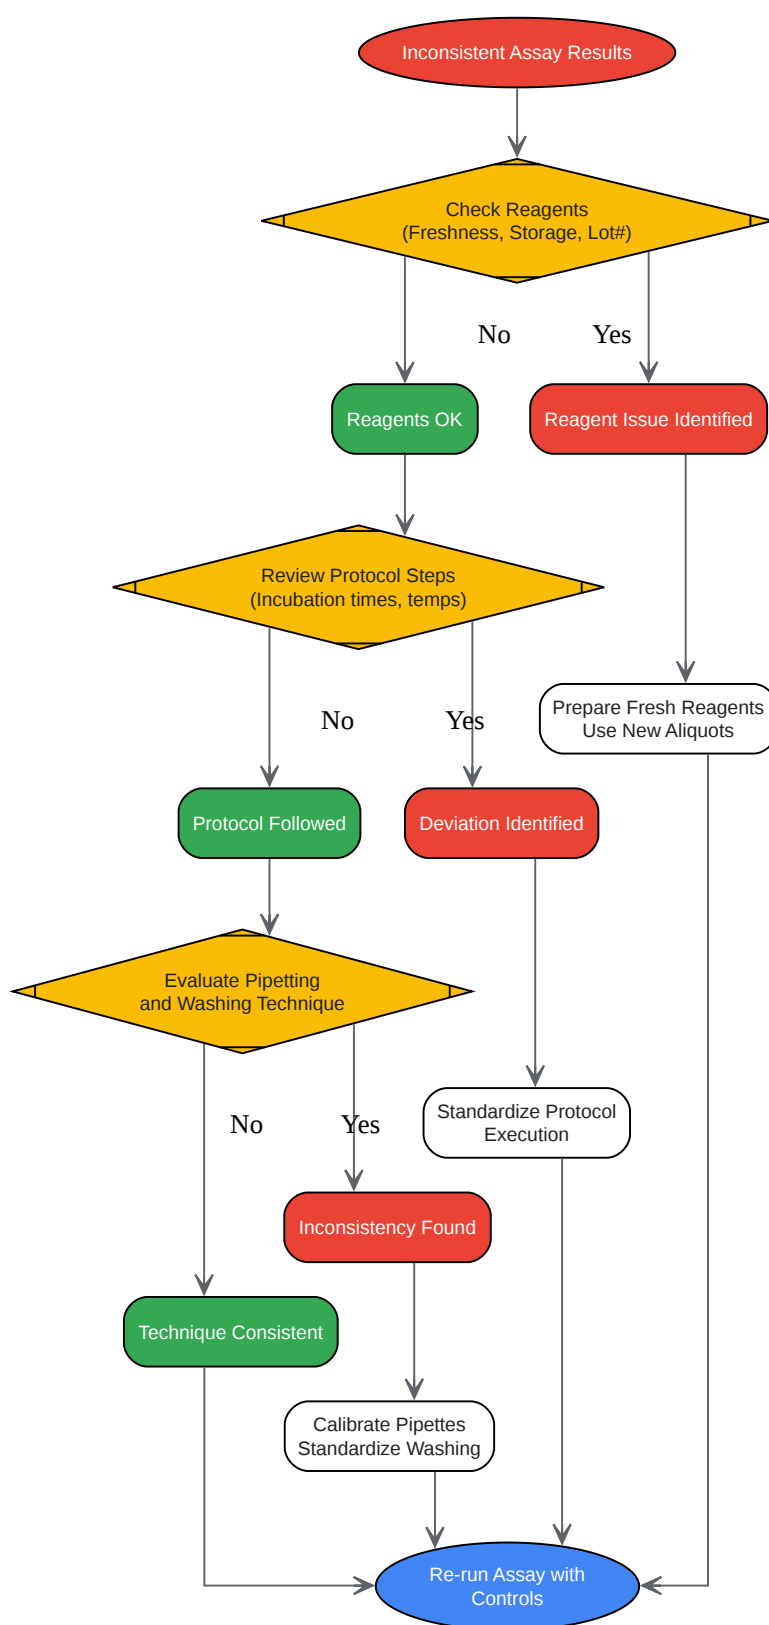 Inconsistent Assay Results
Check Reagents
(Freshness, Storage, Lot#)
No
Yes
Reagents OK
Reagent Issue Identified
Review Protocol Steps
(Incubation times, temps)
No
Yes
Prepare Fresh Reagents
Use New Aliquots
Protocol Followed
Deviation Identified
Evaluate Pipetting
and Washing Technique
No
Yes
Standardize Protocol
Execution
Inconsistency Found
Technique Consistent
Calibrate Pipettes
Standardize Washing
Re-run Assay with
Controls